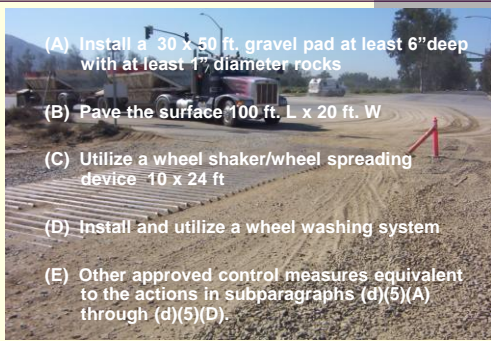 (A) Install a 30 x 50 ft. gravel pad at least 6”deep
with at least 1” diameter rocks
(B) Pave the surface 100 ft. L x 20 ft. W
(C) Utilize a wheel shaker/wheel spreading
device 10 x 24 ft
(D) Install and utilize a wheel washing system
(E) Other approved control measures equivalent
to the actions in subparagraphs (d)(5)(A)
through (d)(5)(D).